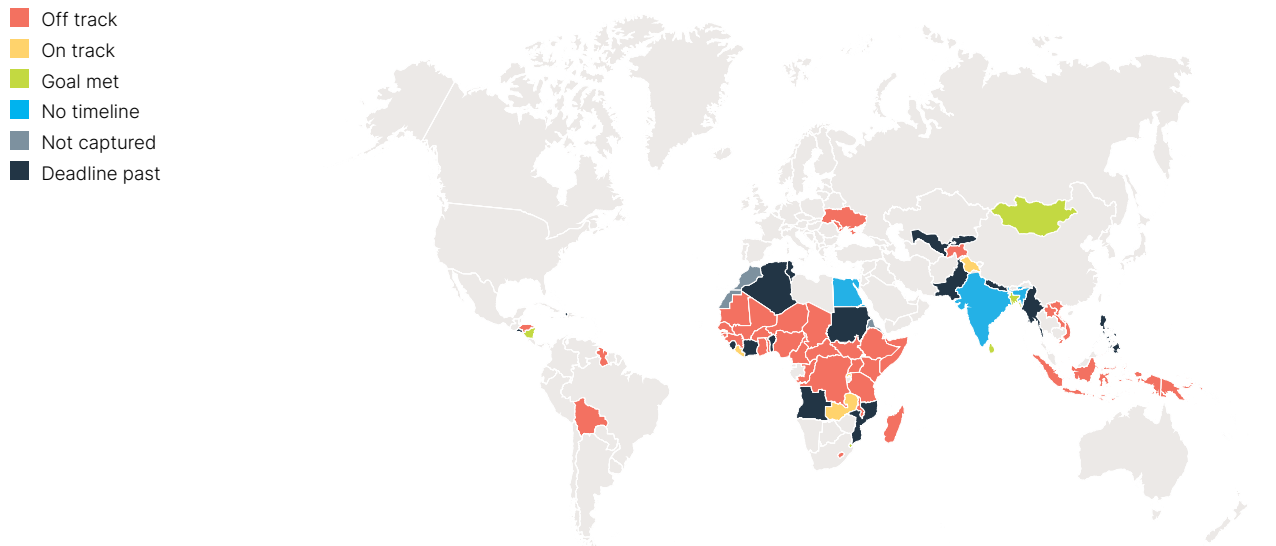 Off track
On track
Goal met
No timeline
Not captured
Deadline past